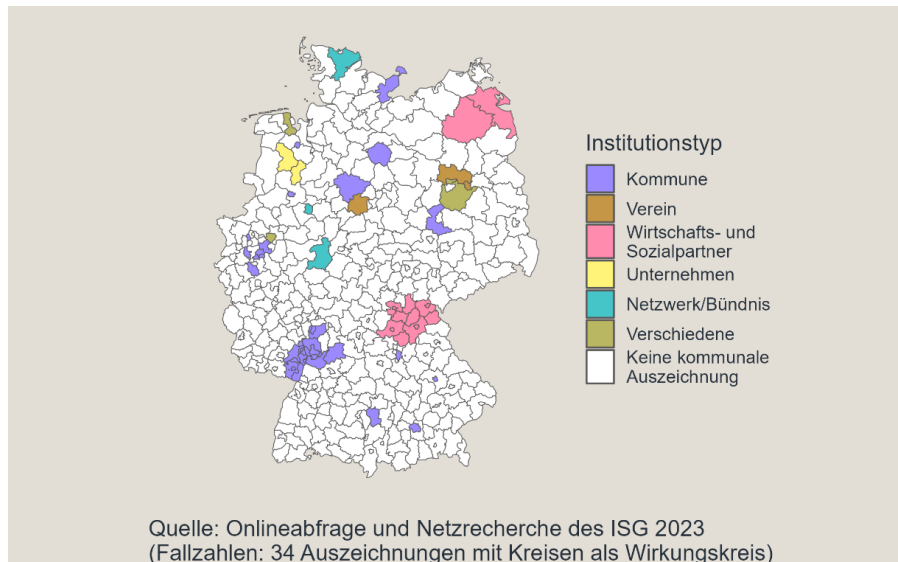 Institutionstyp
Kommune
Verein
Wirtschafts- und
Sozialpartner
Unternehmen
Netzwerk/Bündnis
Verschiedene
Keine kommunale
Auszeichnung
Quelle: Onlineabfrage und Netzrecherche des ISG 2023
(Fallzahlen: 34 Auszeichnungen mit Kreisen als Wirkungskreis)